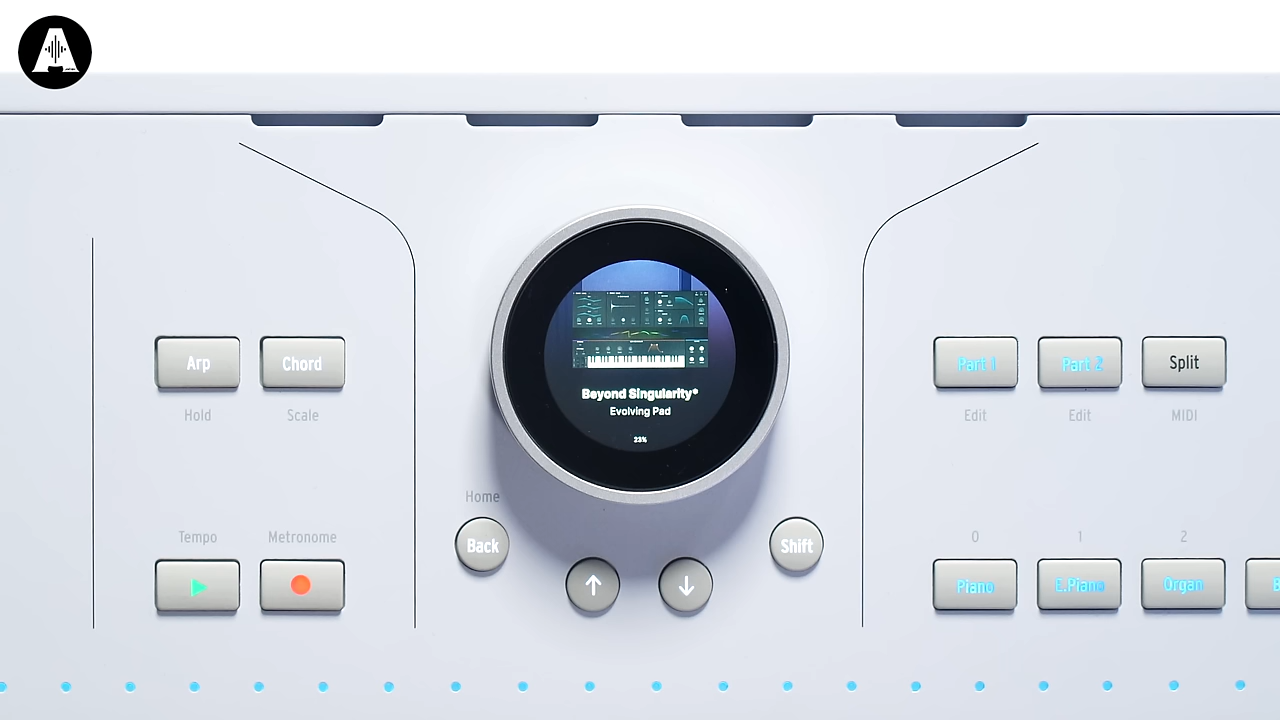 A
Arp
Chord
Hold
Scale
Tempo
Metronome
Beyond Singularity*
Evolving Pad
23%
Home
Back
Shift
Part 1
Part 2
Split
Edit
Edit
MIDI
0
1
2
Piano
E.Piano
Organ